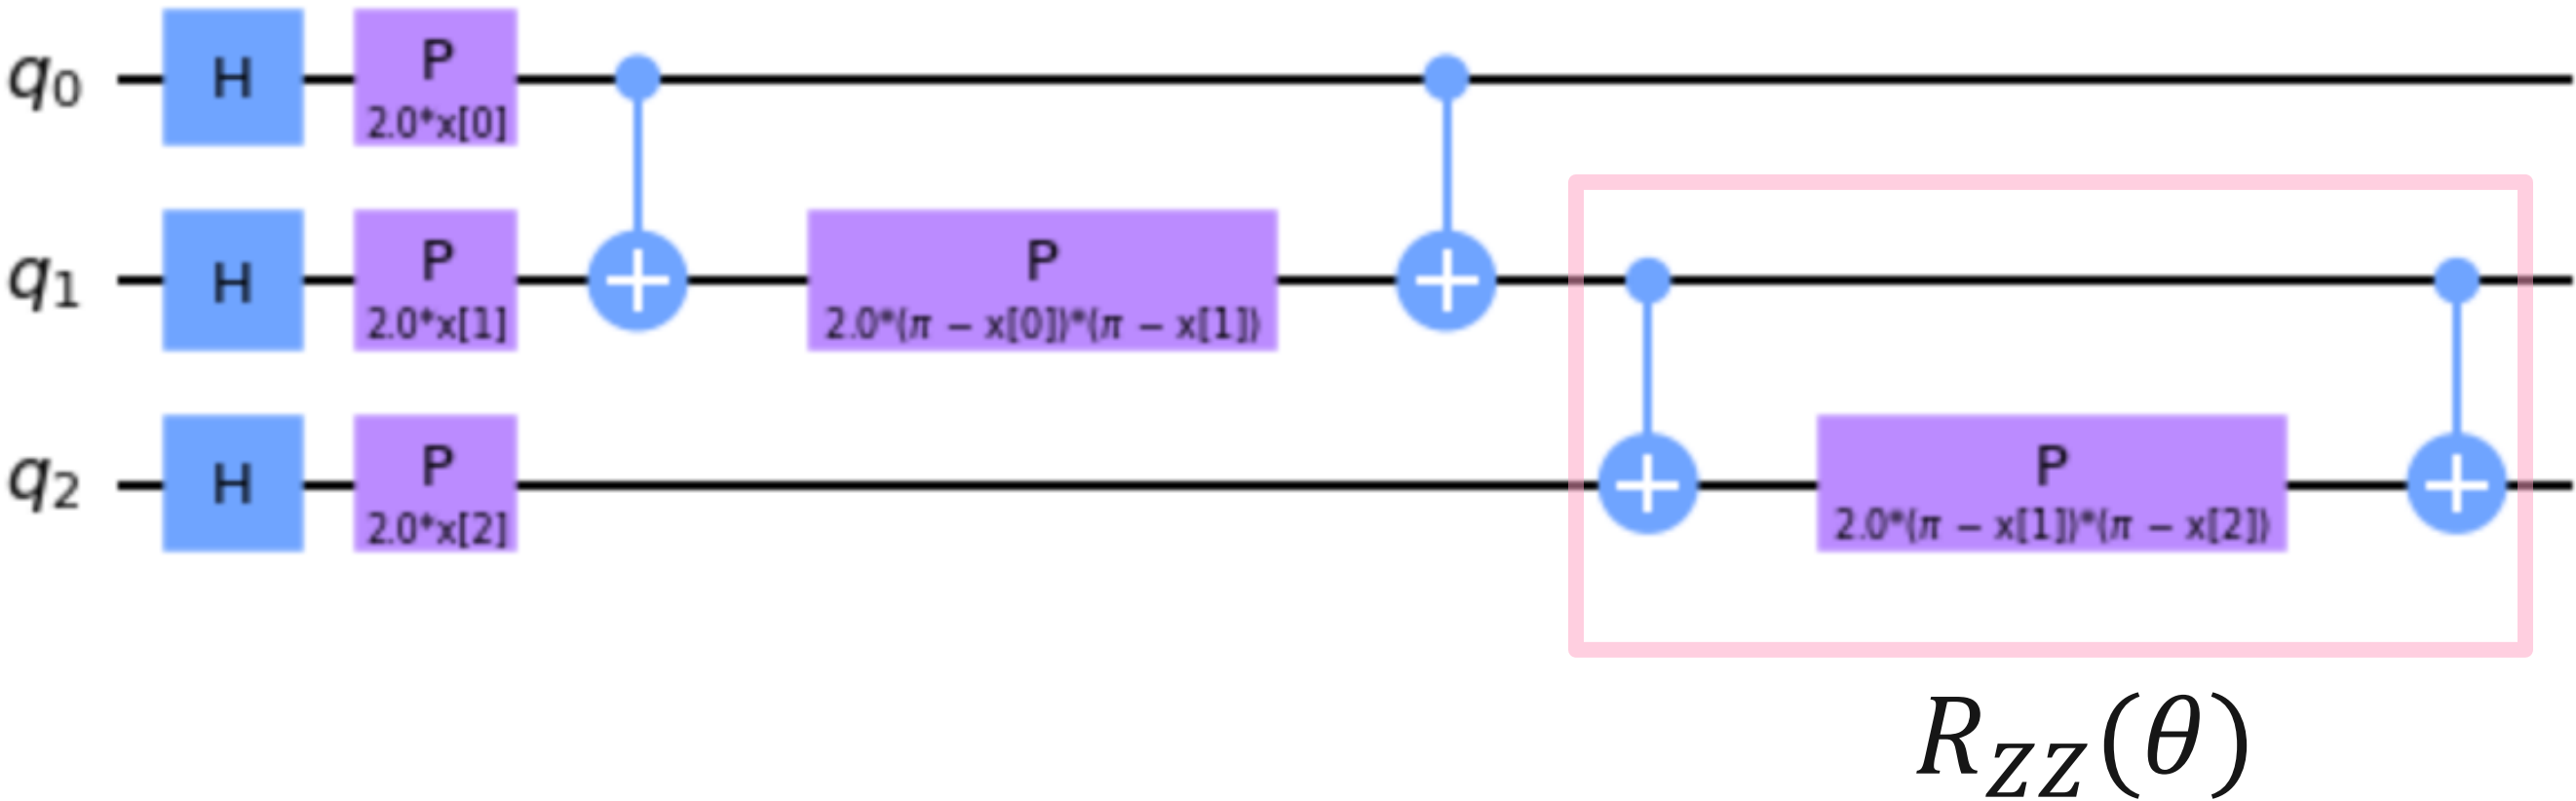 q0 H P 2.0*x[0]
q1 H P 2.0*x[1] P 2.0*(π − x[0])*(π − x[1])
q2 H P 2.0*x[2] P 2.0*(π − x[1])*(π − x[2])
R_ZZ(θ)